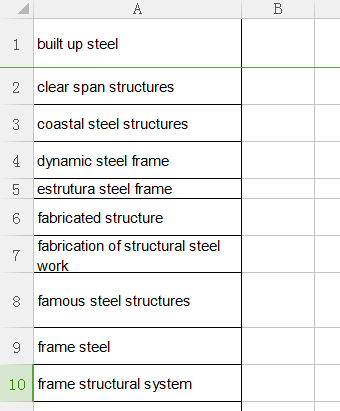 A B
1 built up steel
2 clear span structures
3 coastal steel structures
4 dynamic steel frame
5 estrutura steel frame
6 fabricated structure
7 fabrication of structural steel
work
8 famous steel structures
9 frame steel
10 frame structural system